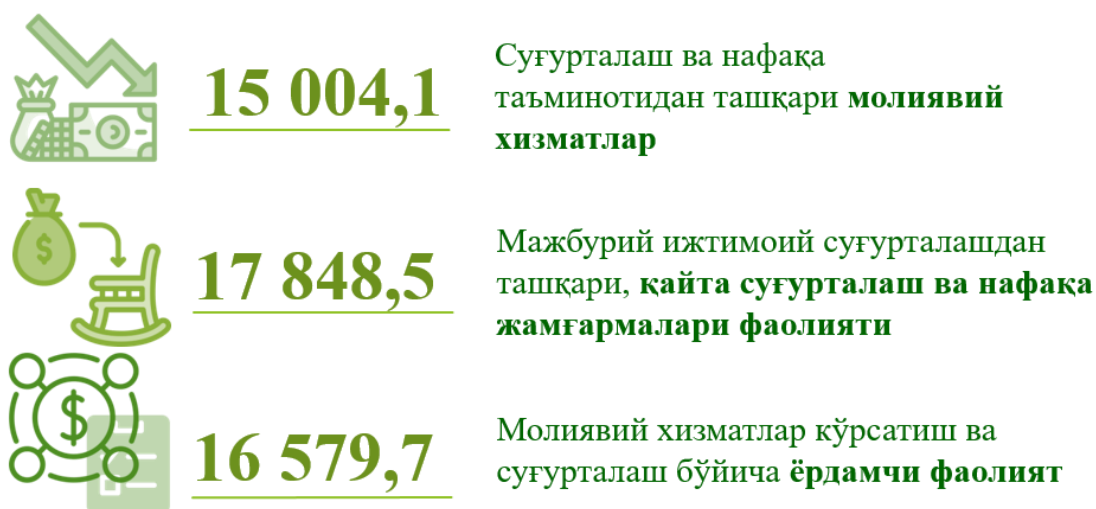 15 004,1
Суғурталаш ва нафақа
таъминотидан ташқари молиявий
хизматлар
17 848,5
Мажбурий ижтимоий суғурталашдан
ташқари, қайта суғурталаш ва нафақа
жамғармалари фаолияти
16 579,7
Молиявий хизматлар кўрсатиш ва
суғурталаш бўйича ёрдамчи фаолият